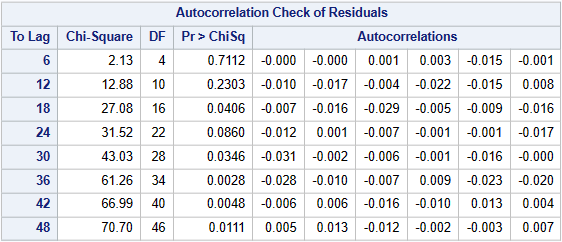 Autocorrelation Check of Residuals
To Lag Chi-Square DF Pr > ChiSq Autocorrelations
6 2.13 4 0.7112 -0.000 -0.000 0.001 0.003 -0.015 -0.001
12 12.88 10 0.2303 -0.010 -0.017 -0.004 -0.022 -0.015 0.008
18 27.08 16 0.0406 -0.007 -0.016 -0.029 -0.005 -0.009 -0.016
24 31.52 22 0.0860 -0.012 0.001 -0.007 -0.001 -0.001 -0.017
30 43.03 28 0.0346 -0.031 -0.002 -0.006 -0.001 -0.016 -0.000
36 61.26 34 0.0028 -0.028 -0.010 -0.007 0.009 -0.023 -0.020
42 66.99 40 0.0048 -0.006 0.006 -0.016 -0.010 0.013 0.004
48 70.70 46 0.0111 0.005 0.013 -0.012 -0.002 -0.003 0.007